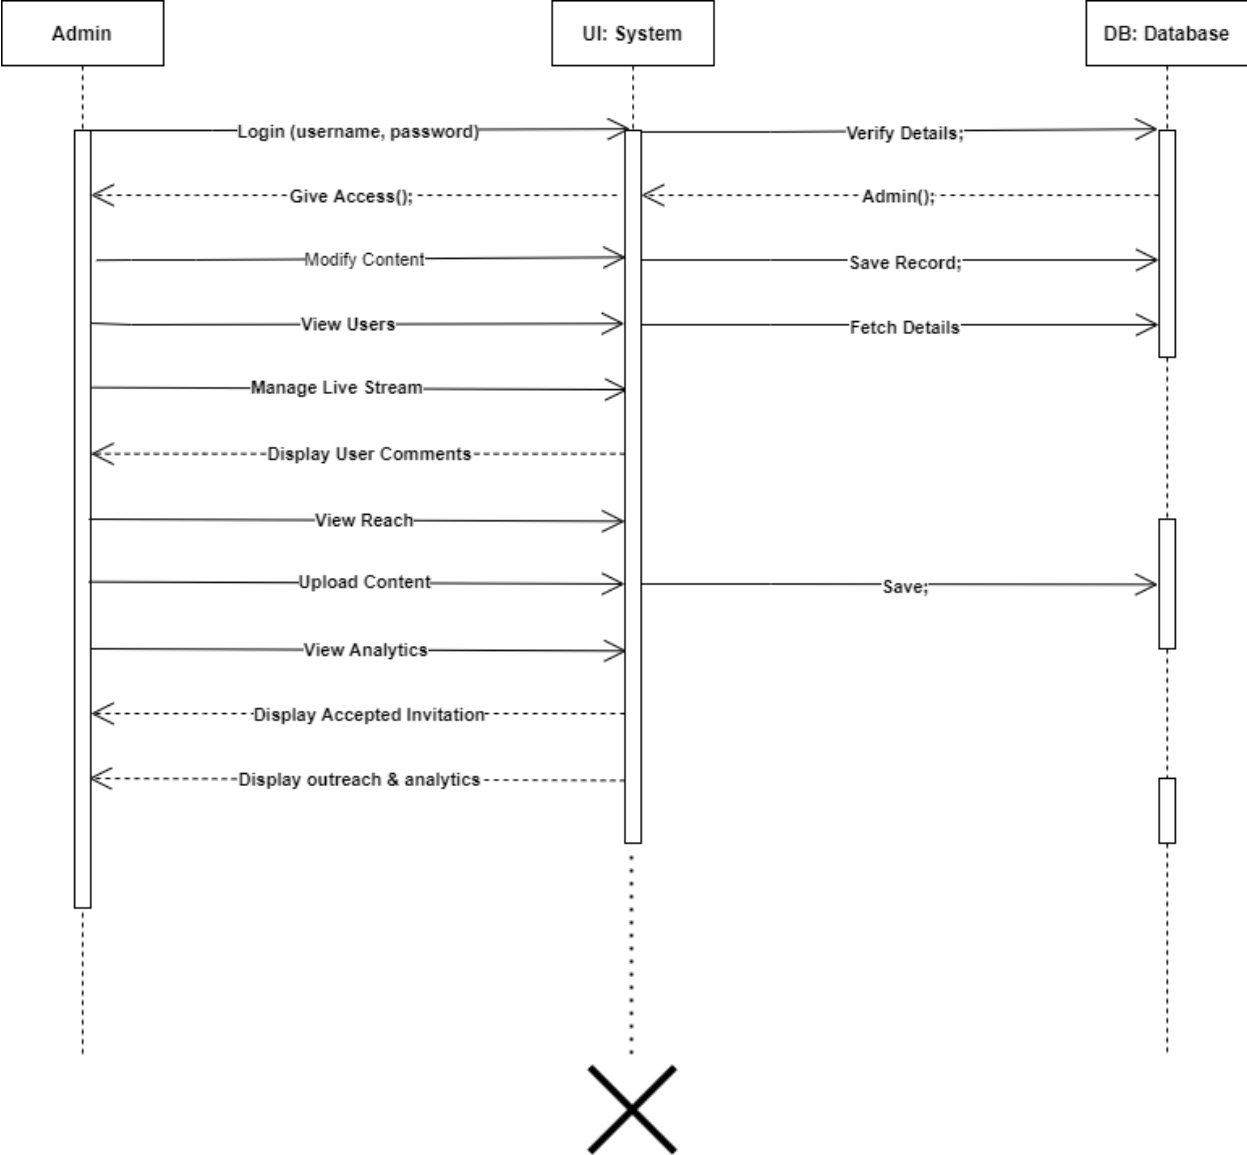 Admin
UI: System
DB: Database
Login (username, password)
Verify Details;
Give Access();
Admin();
Modify Content
Save Record;
View Users
Fetch Details
Manage Live Stream
Display User Comments
View Reach
Upload Content
Save;
View Analytics
Display Accepted Invitation
Display outreach & analytics